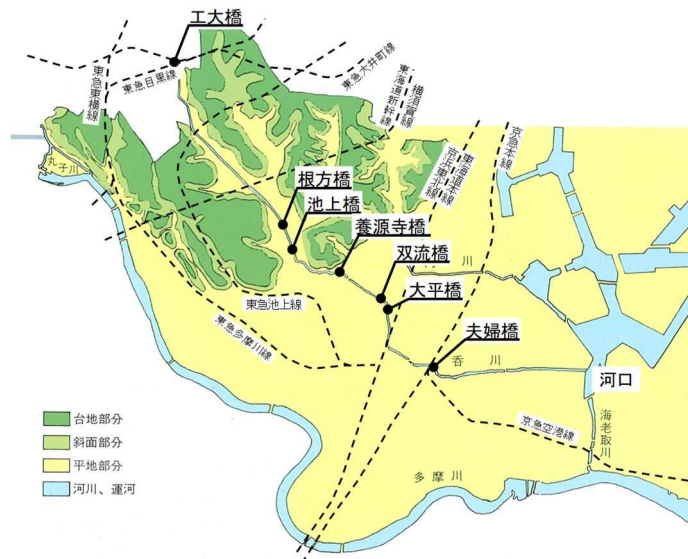 工大橋
東急東横線
東急目黒線
東急大井町線
東海道新幹線
横須賀線
京浜東北線
東海道本線
京急本線
丸子川
根方橋
池上橋
養源寺橋
双流橋
川
大平橋
東急池上線
東急多摩川線
夫婦橋
呑川
河口
海老取川
京急空港線
多摩川
台地部分
斜面部分
平地部分
河川、運河